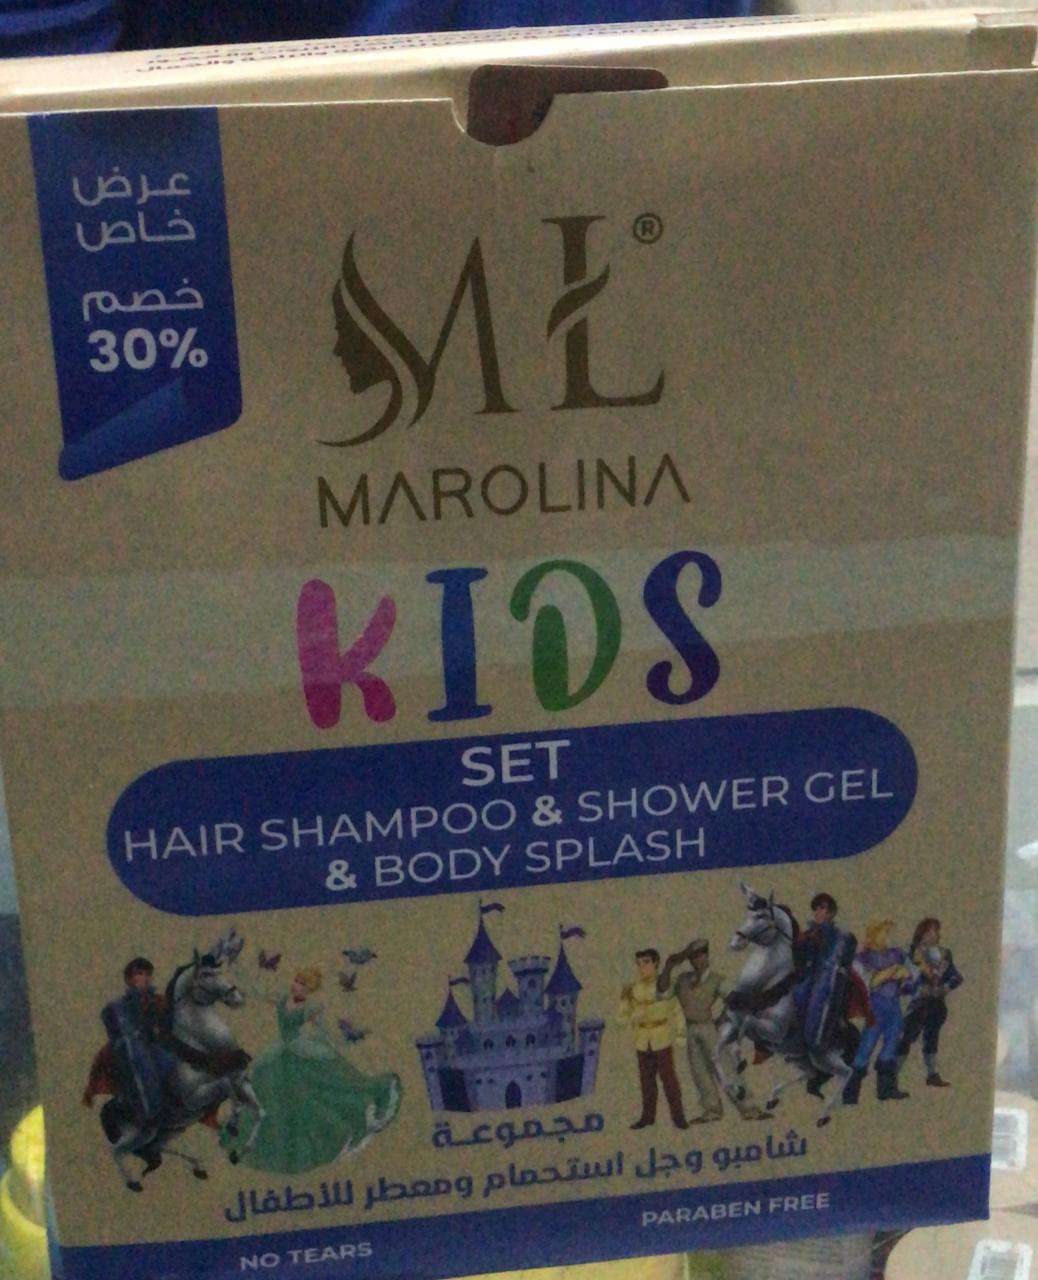 عرض
خاص
خصم
30%
ML®
MAROLINA
KIDS
SET
HAIR SHAMPOO & SHOWER GEL
& BODY SPLASH
مجموعة
شامبو وجل استحمام ومعطر للأطفال
NO TEARS
PARABEN FREE